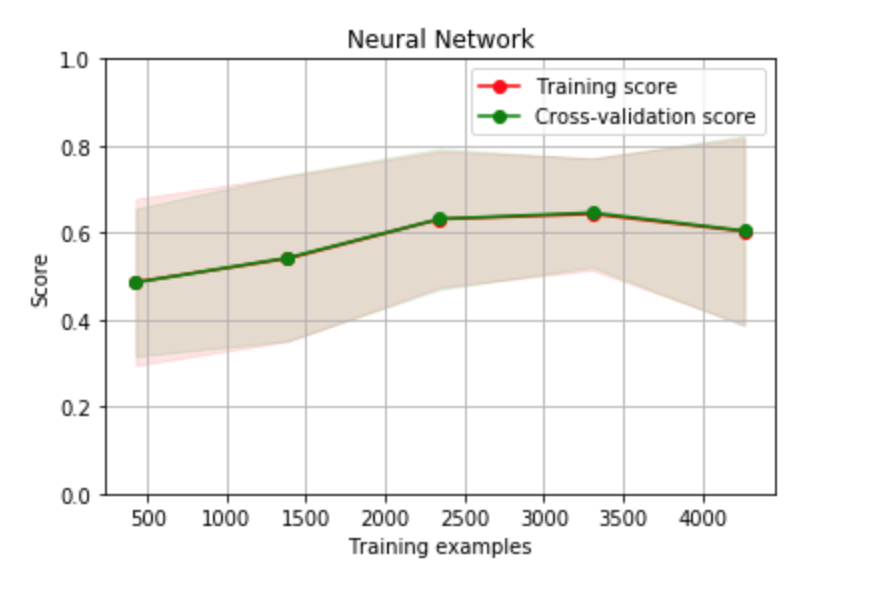 Neural Network
1.0
0.8
0.6
0.4
0.2
0.0
Score
Training score
Cross-validation score
500 1000 1500 2000 2500 3000 3500 4000
Training examples